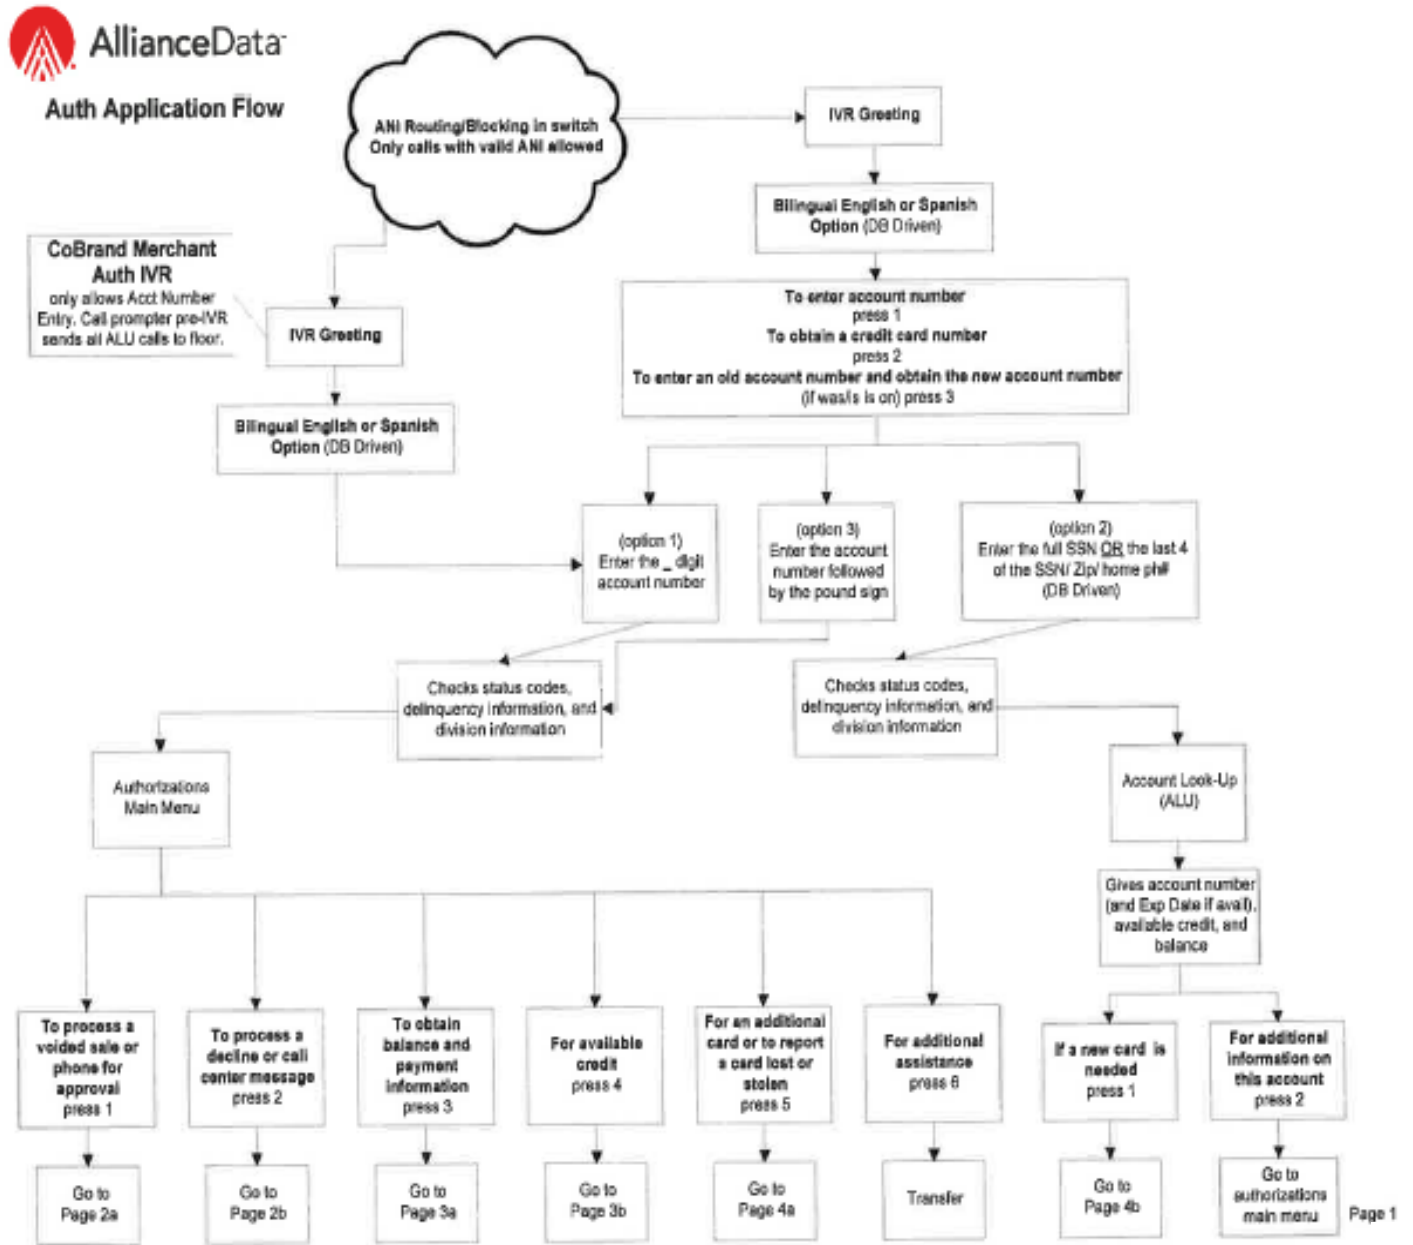 AllianceData
Auth Application Flow
ANI Routing/Blocking in switch
Only calls with valid ANI allowed
IVR Greeting
Bilingual English or Spanish
Option (DB Driven)
CoBrand Merchant
Auth IVR
only allows Acct Number
Entry. Call prompter pre-IVR
sends all ALU calls to floor.
IVR Greeting
Bilingual English or Spanish
Option (DB Driven)
To enter account number
press 1
To obtain a credit card number
press 2
To enter an old account number and obtain the new account number
(if was/is is on) press 3
(option 1)
Enter the _ digit
account number
(option 3)
Enter the account
number followed
by the pound sign
(option 2)
Enter the full SSN OR the last 4
of the SSN/ Zip/ home ph#
(DB Driven)
Checks status codes,
delinquency information, and
division information
Checks status codes,
delinquency information, and
division information
Authorizations
Main Menu
Account Look-Up
(ALU)
Gives account number
(and Exp Date if avail),
available credit, and
balance
To process a
voided sale or
phone for
approval
press 1
To process a
decline or call
center message
press 2
To obtain
balance and
payment
information
press 3
For available
credit
press 4
For an additional
card or to report
a card lost or
stolen
press 5
For additional
assistance
press 6
If a new card is
needed
press 1
For additional
information on
this account
press 2
Go to
Page 2a
Go to
Page 2b
Go to
Page 3a
Go to
Page 3b
Go to
Page 4a
Transfer
Go to
Page 4b
Go to
authorizations
main menu
Page 1